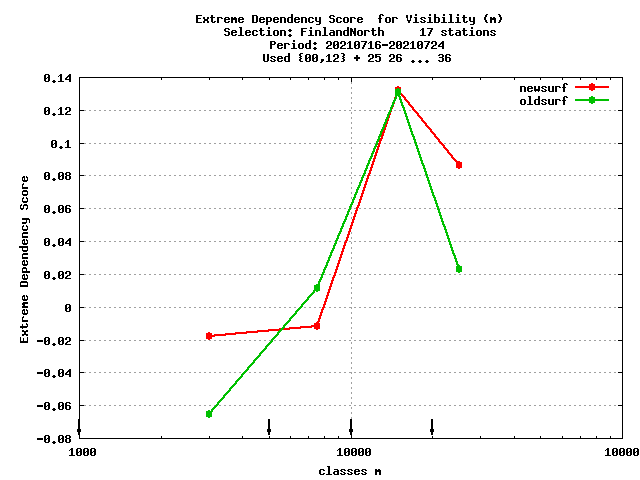 Extreme Dependency Score for Visibility (m)
Selection: FinlandNorth 17 stations
Period: 20210716-20210724
Used {00,12} + 25 26 ... 36
newsurf
oldsurf
Extreme Dependency Score
0.14
0.12
0.1
0.08
0.06
0.04
0.02
0
-0.02
-0.04
-0.06
-0.08
1000 10000 10000
classes m